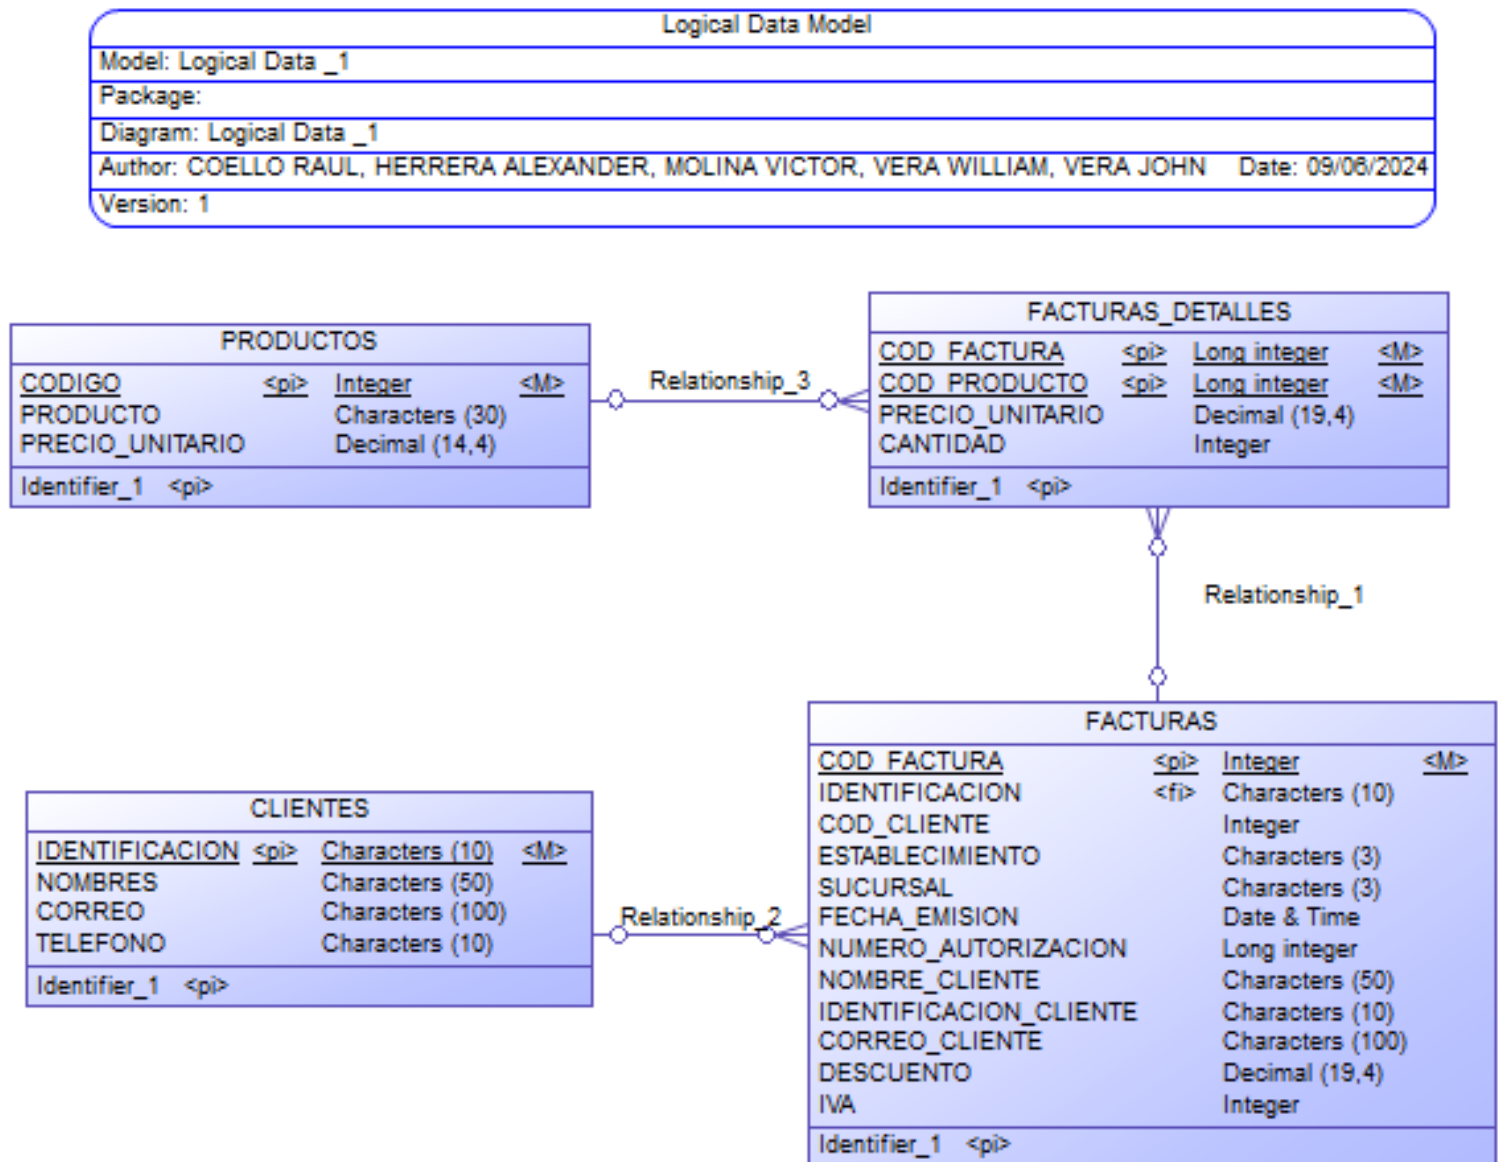 Logical Data Model
Model: Logical Data _1
Package:
Diagram: Logical Data _1
Author: COELLO RAUL, HERRERA ALEXANDER, MOLINA VICTOR, VERA WILLIAM, VERA JOHN Date: 09/06/2024
Version: 1
PRODUCTOS
CODIGO <pi> Integer <M>
PRODUCTO Characters (30)
PRECIO_UNITARIO Decimal (14,4)
Identifier_1 <pi>
Relationship_3
FACTURAS_DETALLES
COD_FACTURA <pi> Long integer <M>
COD_PRODUCTO <pi> Long integer <M>
PRECIO_UNITARIO Decimal (19,4)
CANTIDAD Integer
Identifier_1 <pi>
Relationship_1
CLIENTES
IDENTIFICACION <pi> Characters (10) <M>
NOMBRES Characters (50)
CORREO Characters (100)
TELEFONO Characters (10)
Identifier_1 <pi>
Relationship_2
FACTURAS
COD_FACTURA <pi> Integer <M>
IDENTIFICACION <fi> Characters (10)
COD_CLIENTE Integer
ESTABLECIMIENTO Characters (3)
SUCURSAL Characters (3)
FECHA_EMISION Date & Time
NUMERO_AUTORIZACION Long integer
NOMBRE_CLIENTE Characters (50)
IDENTIFICACION_CLIENTE Characters (10)
CORREO_CLIENTE Characters (100)
DESCUENTO Decimal (19,4)
IVA Integer
Identifier_1 <pi>